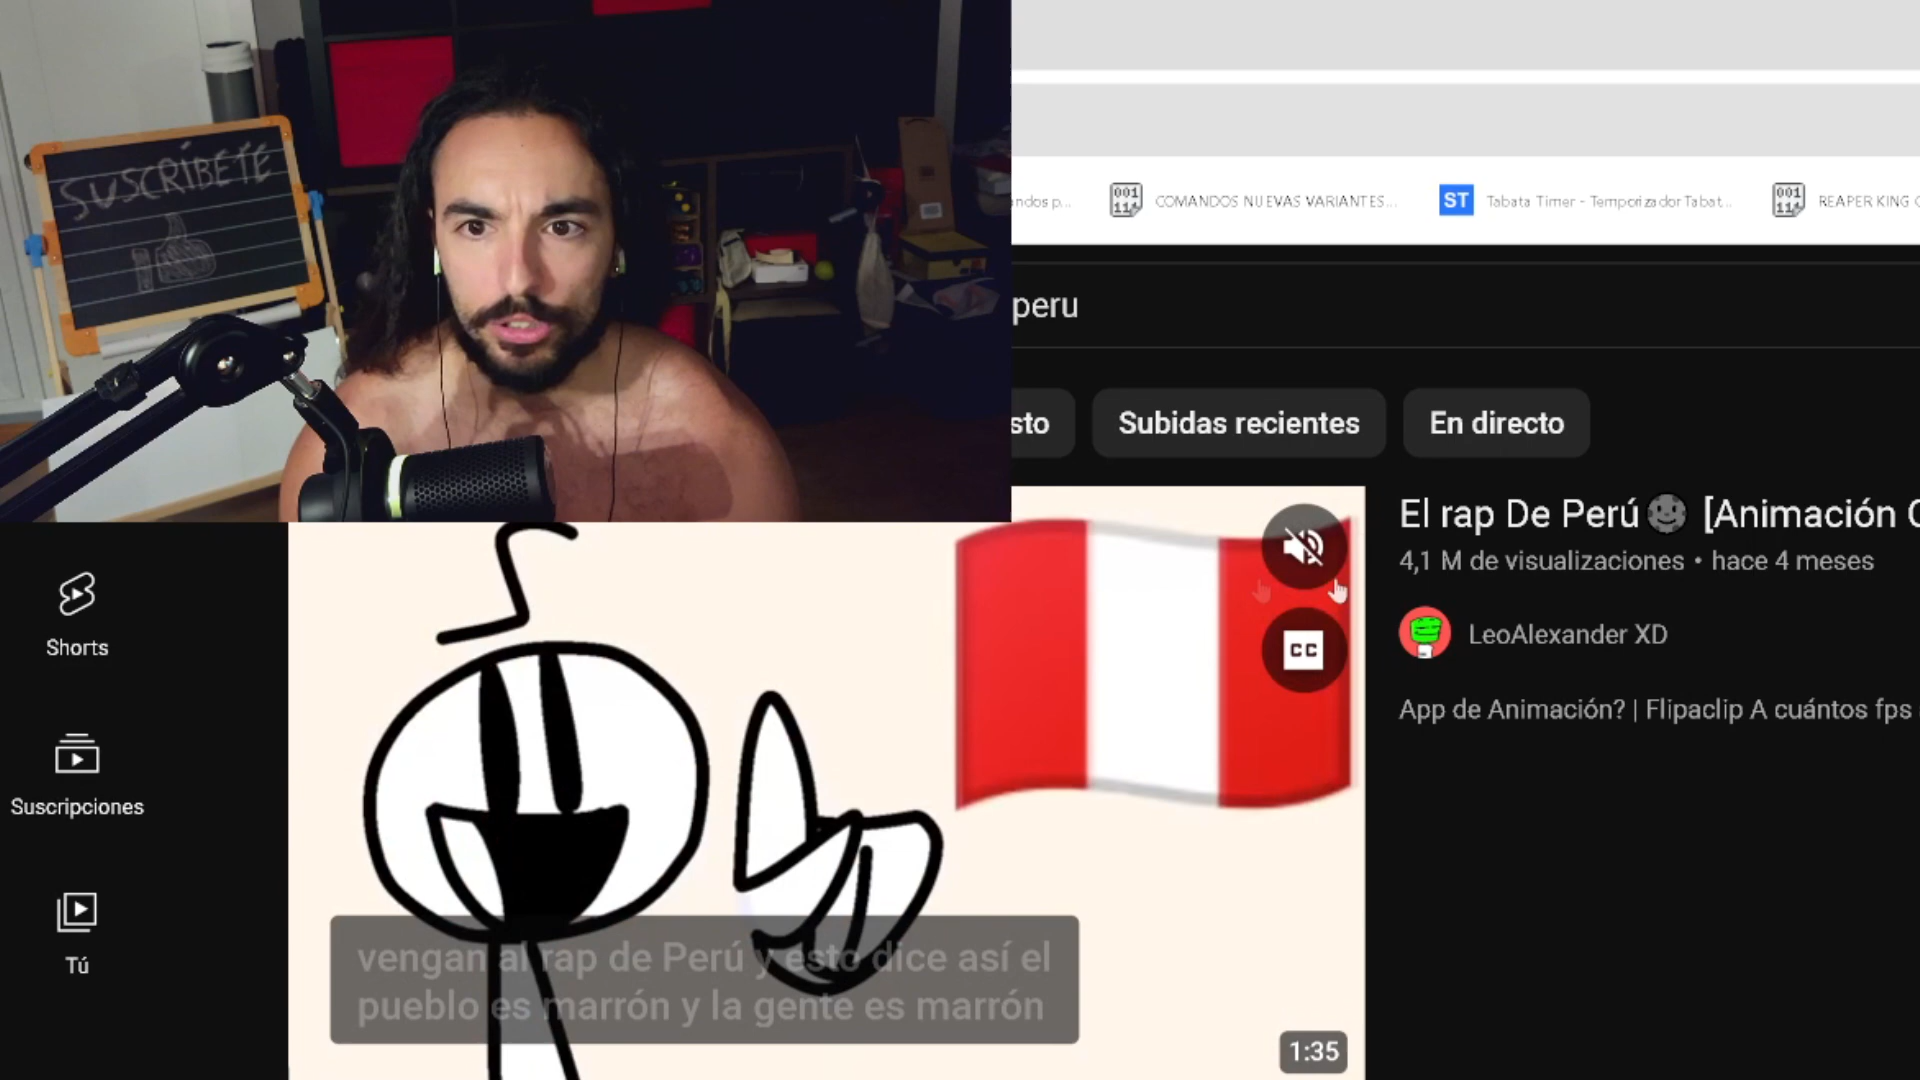 SUSCRÍBETE
ndos p...
COMANDOS NUEVAS VARIANTES...
ST
Tabata Timer - Temporizador Tabat...
REAPER KING
peru
sto
Subidas recientes
En directo
El rap De Perú [Animación
4,1 M de visualizaciones • hace 4 meses
LeoAlexander XD
App de Animación? | Flipaclip A cuántos fps
CC
Shorts
Suscripciones
Tú
vengan al rap de Perú y esto dice así el
pueblo es marrón y la gente es marrón
1:35